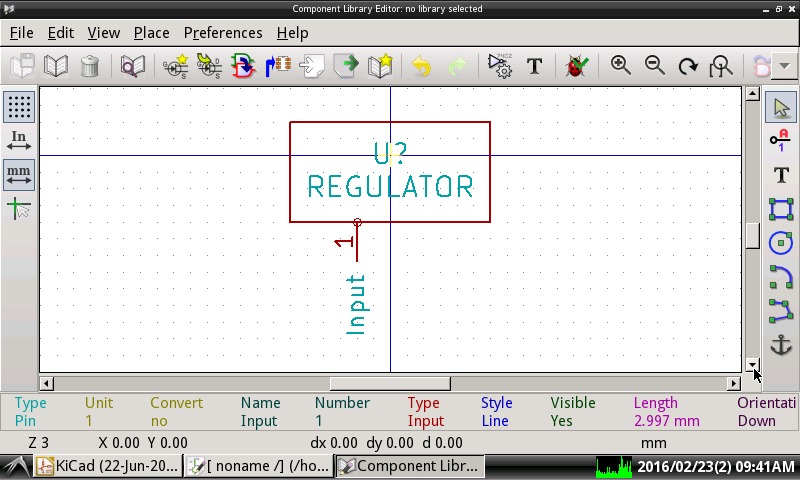 Component Library Editor: no library selected
File Edit View Place Preferences Help
T
In
mm
U?
REGULATOR
1
Input
1
T
Type Unit Convert Name Number Type Style Visible Length Orientati
Pin 1 no Input 1 Input Line Yes 2.997 mm Down
Z 3 X 0.00 Y 0.00 dx 0.00 dy 0.00 d 0.00 mm
KiCad (22-Jun-20... [ noname /] (/ho... Component Libr... 2016/02/23(2) 09:41AM